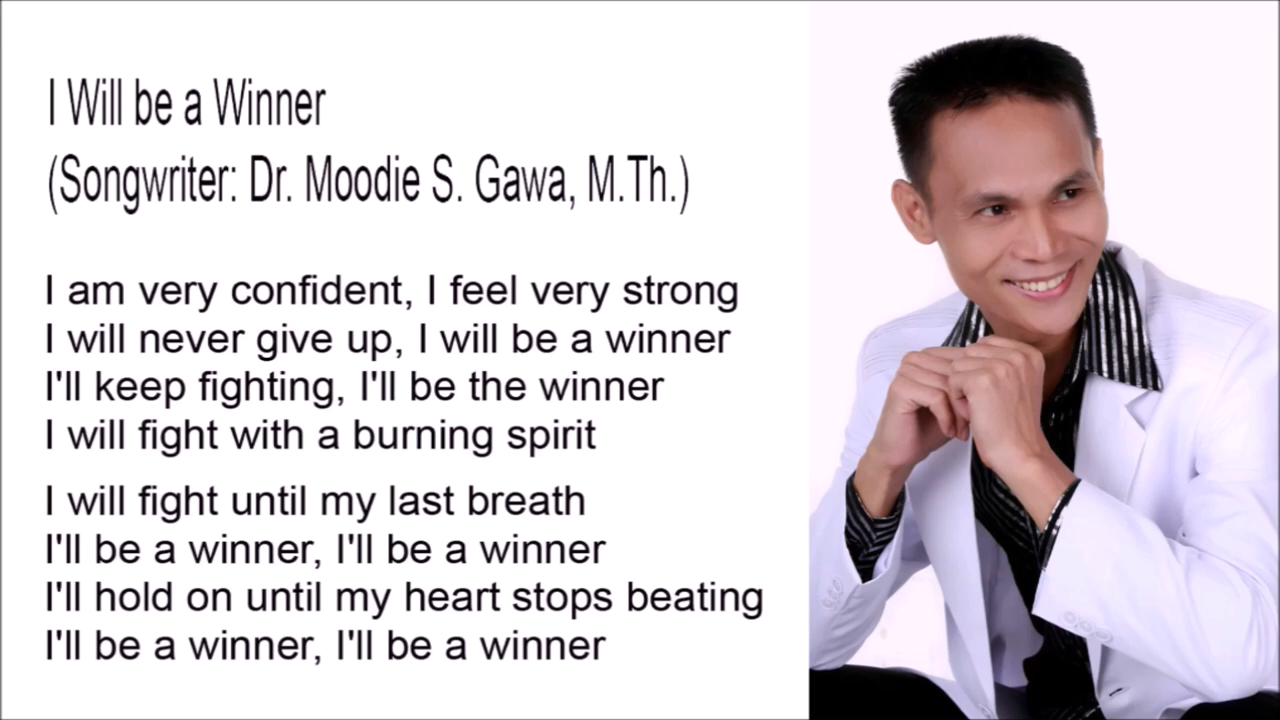 I Will be a Winner
(Songwriter: Dr. Moodie S. Gawa, M.Th.)
I am very confident, I feel very strong
I will never give up, I will be a winner
I'll keep fighting, I'll be the winner
I will fight with a burning spirit
I will fight until my last breath
I'll be a winner, I'll be a winner
I'll hold on until my heart stops beating
I'll be a winner, I'll be a winner